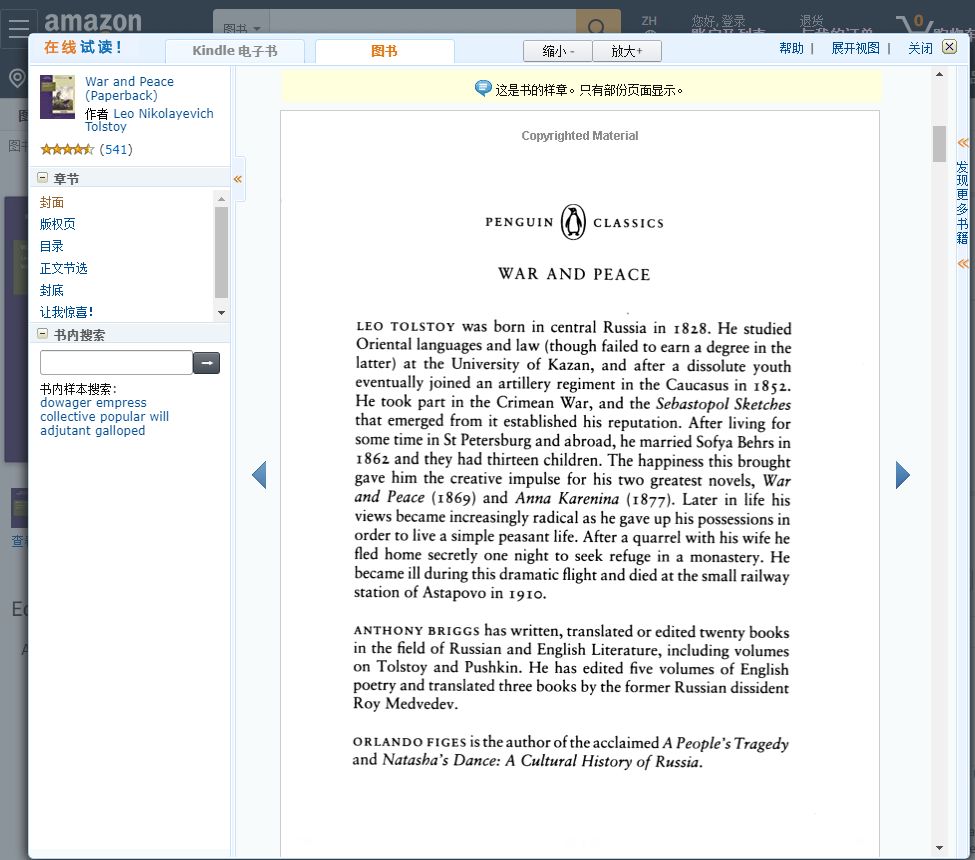 amazon
图书
ZH
您好, 登录
退货
0
在线试读！
Kindle 电子书
图书
缩小 -
放大+
帮助 |
展开视图 |
关闭
War and Peace
(Paperback)
作者 Leo Nikolayevich
Tolstoy
(541)
章节
封面
版权页
目录
正文节选
封底
让我惊喜!
书内搜索
书内样本搜索:
dowager empress
collective popular will
adjutant galloped
这是书的样章。只有部份页面显示。
Copyrighted Material
PENGUIN CLASSICS
WAR AND PEACE
LEO TOLSTOY was born in central Russia in 1828. He studied
Oriental languages and law (though failed to earn a degree in the
latter) at the University of Kazan, and after a dissolute youth
eventually joined an artillery regiment in the Caucasus in 1852.
He took part in the Crimean War, and the Sebastopol Sketches
that emerged from it established his reputation. After living for
some time in St Petersburg and abroad, he married Sofya Behrs in
1862 and they had thirteen children. The happiness this brought
gave him the creative impulse for his two greatest novels, War
and Peace (1869) and Anna Karenina (1877). Later in life his
views became increasingly radical as he gave up his possessions in
order to live a simple peasant life. After a quarrel with his wife he
fled home secretly one night to seek refuge in a monastery. He
became ill during this dramatic flight and died at the small railway
station of Astapovo in 1910.
ANTHONY BRIGGS has written, translated or edited twenty books
in the field of Russian and English Literature, including volumes
on Tolstoy and Pushkin. He has edited five volumes of English
poetry and translated three books by the former Russian dissident
Roy Medvedev.
ORLANDO FIGES is the author of the acclaimed A People's Tragedy
and Natasha's Dance: A Cultural History of Russia.
发现更多书籍